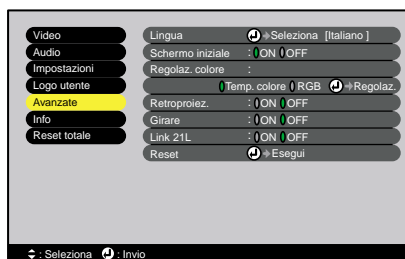 Video
Audio
Impostazioni
Logo utente
Avanzate
Info
Reset totale
Lingua Seleziona [Italiano ]
Schermo iniziale : ON OFF
Regolaz. colore :
Temp. colore RGB Regolaz.
Retroproiez. : ON OFF
Girare : ON OFF
Link 21L : ON OFF
Reset Esegui
: Seleziona : Invio